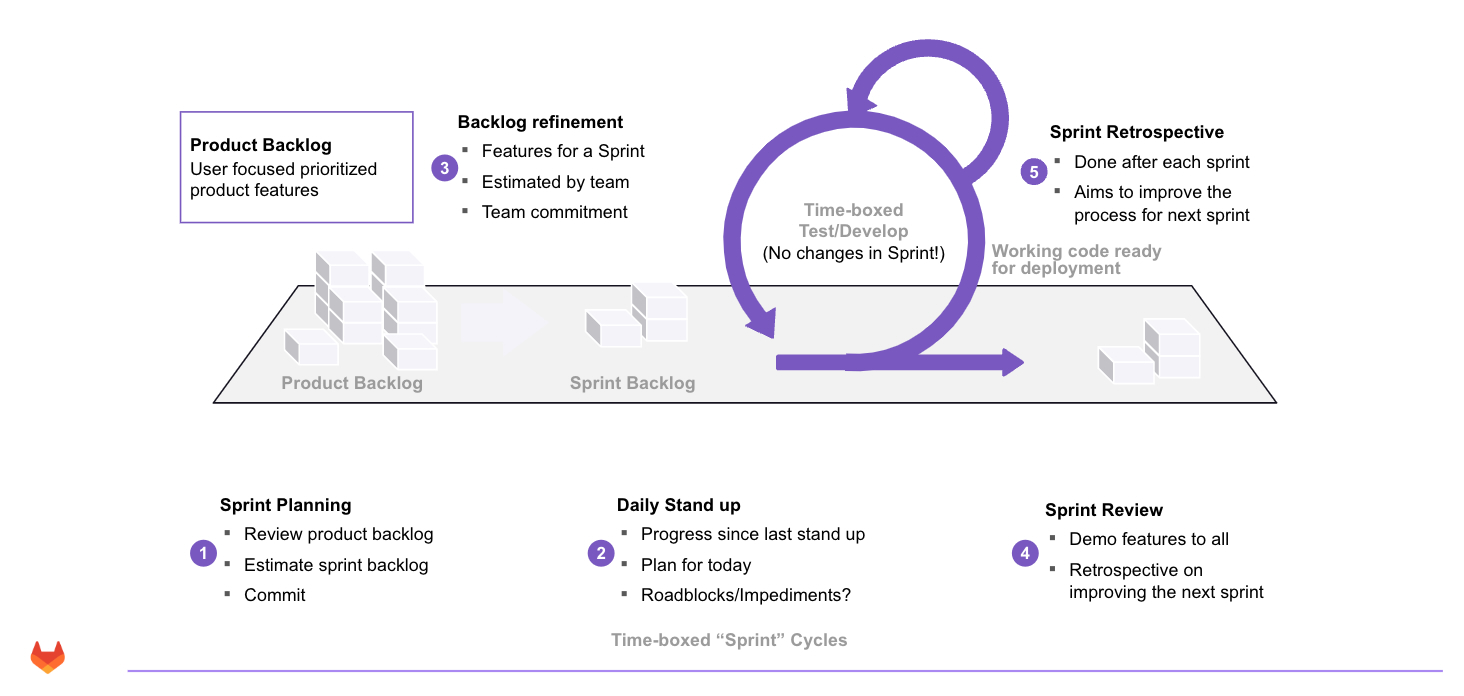 Product Backlog
User focused prioritized
product features
3
Backlog refinement
▪ Features for a Sprint
▪ Estimated by team
▪ Team commitment
Time-boxed
Test/Develop
(No changes in Sprint!)
5
Sprint Retrospective
▪ Done after each sprint
▪ Aims to improve the
process for next sprint
Working code ready
for deployment
Product Backlog
Sprint Backlog
1
Sprint Planning
▪ Review product backlog
▪ Estimate sprint backlog
▪ Commit
2
Daily Stand up
▪ Progress since last stand up
▪ Plan for today
▪ Roadblocks/Impediments?
4
Sprint Review
▪ Demo features to all
▪ Retrospective on
improving the next sprint
Time-boxed “Sprint” Cycles